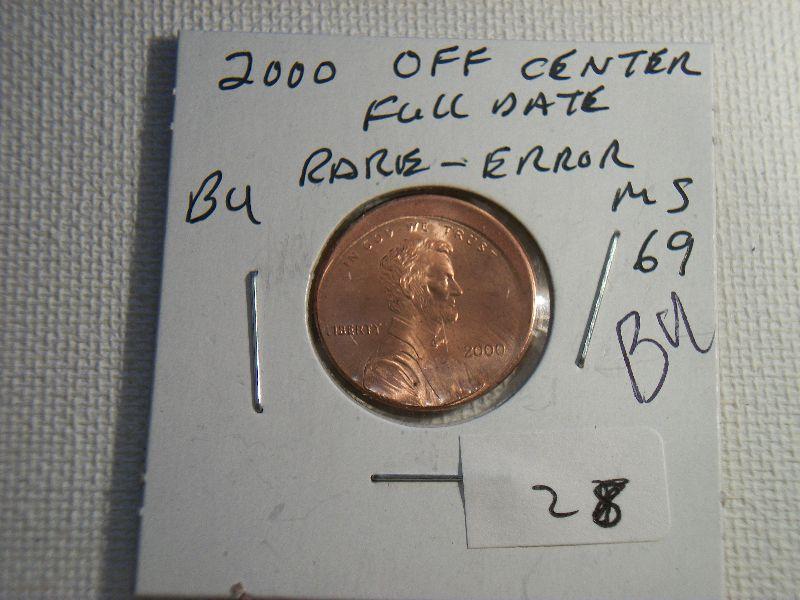 2000 OFF CENTER
FULL DATE
RARE - ERROR
BU
MS
69
BU
IN GOD WE TRUST
LIBERTY
2000
28